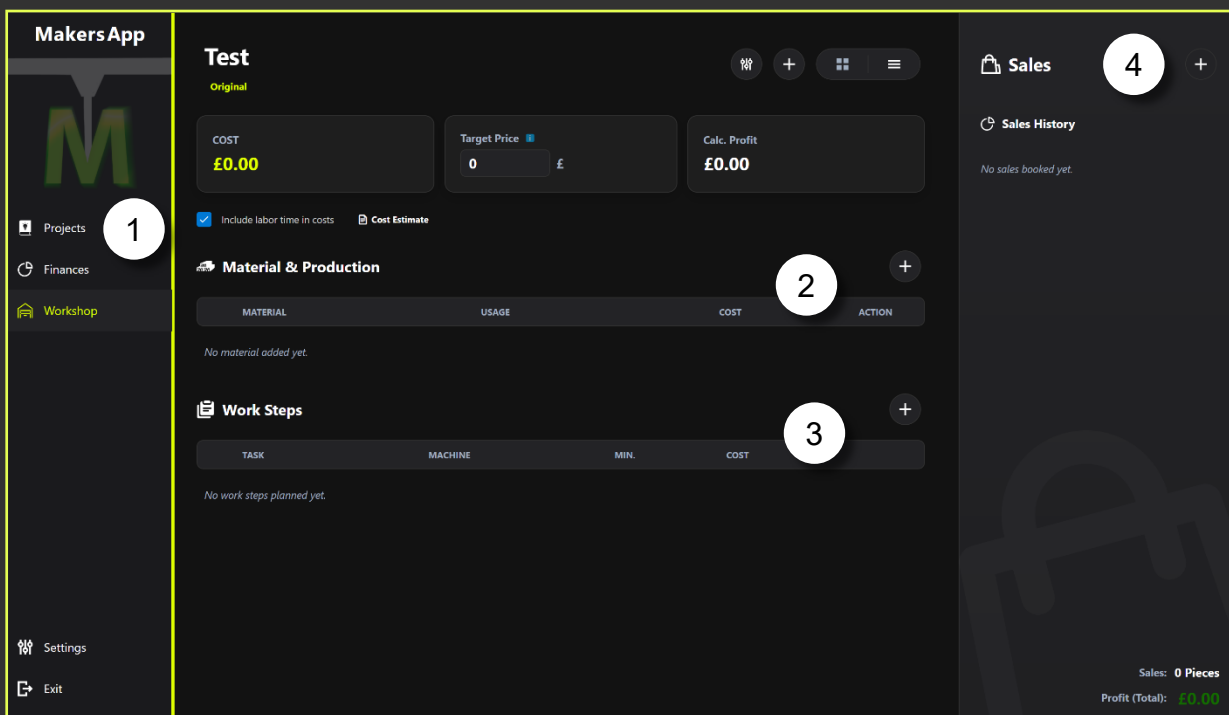 MakersApp
M
Projects
1
Finances
Workshop
Settings
Exit
Test
Original
COST
£0.00
Target Price
0 £
Calc. Profit
£0.00
Include labor time in costs
Cost Estimate
Material & Production
2
MATERIAL USAGE COST ACTION
No material added yet.
Work Steps
3
TASK MACHINE MIN. COST
No work steps planned yet.
Sales
4
Sales History
No sales booked yet.
Sales: 0 Pieces
Profit (Total): £0.00